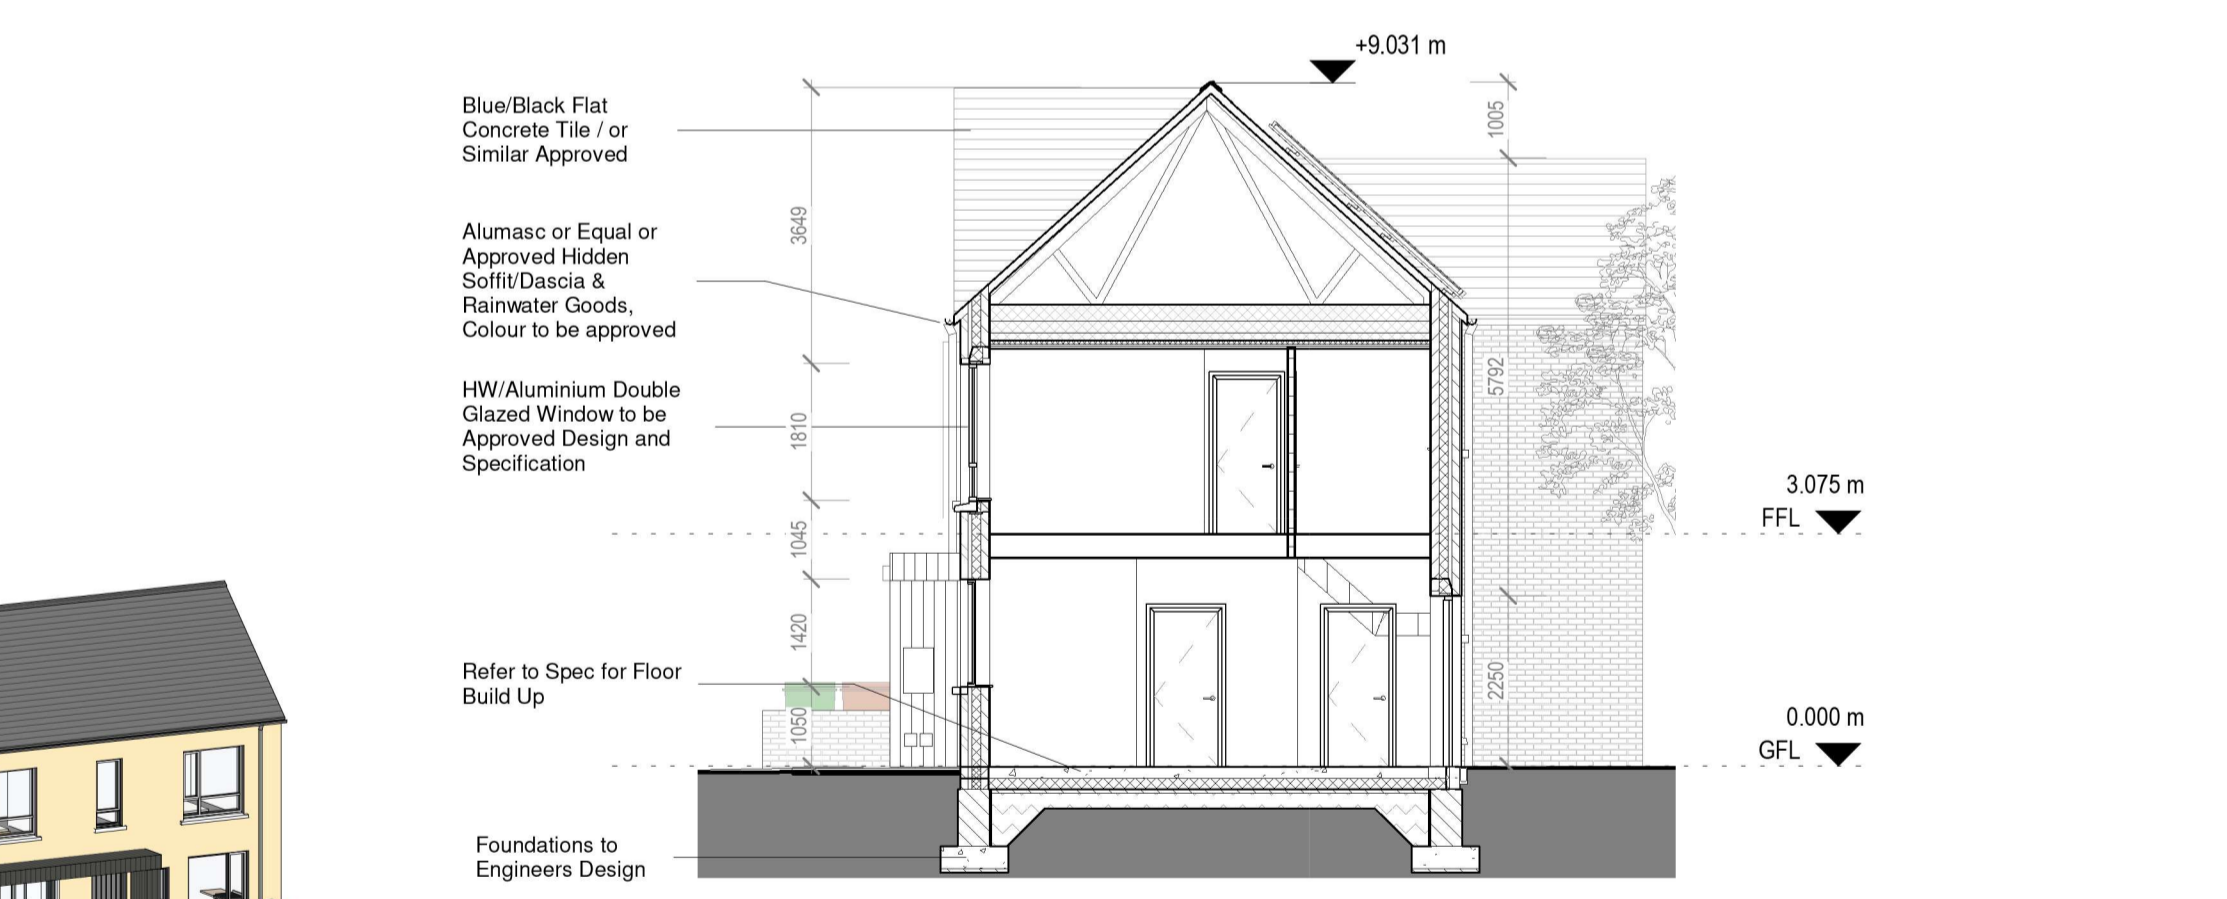 +9.031 m
Blue/Black Flat
Concrete Tile / or
Similar Approved
Alumasc or Equal or
Approved Hidden
Soffit/Dascia &
Rainwater Goods,
Colour to be approved
HW/Aluminium Double
Glazed Window to be
Approved Design and
Specification
Refer to Spec for Floor
Build Up
Foundations to
Engineers Design
3649
1810
1045
1420
1050
1005
5792
2250
3.075 m
FFL
0.000 m
GFL